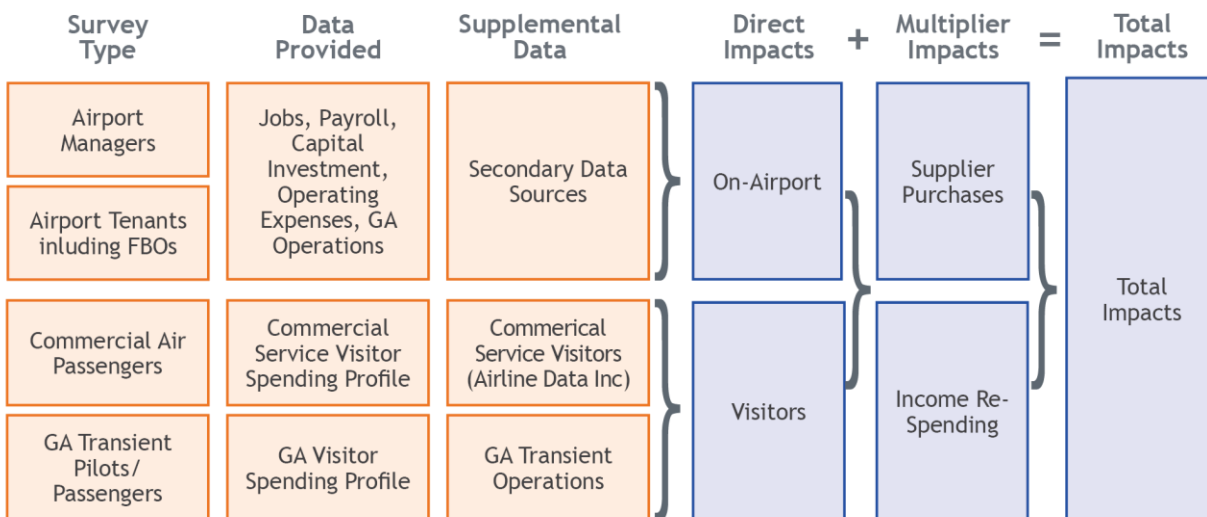 Survey
Type
Data
Provided
Supplemental
Data
Direct
Impacts
+
Multiplier
Impacts
=
Total
Impacts
Airport
Managers
Airport Tenants
inluding FBOs
Jobs, Payroll,
Capital
Investment,
Operating
Expenses, GA
Operations
Secondary Data
Sources
On-Airport
Supplier
Purchases
Total
Impacts
Commercial Air
Passengers
Commercial
Service Visitor
Spending Profile
Commerical
Service Visitors
(Airline Data Inc)
Visitors
Income Re-
Spending
GA Transient
Pilots/
Passengers
GA Visitor
Spending Profile
GA Transient
Operations